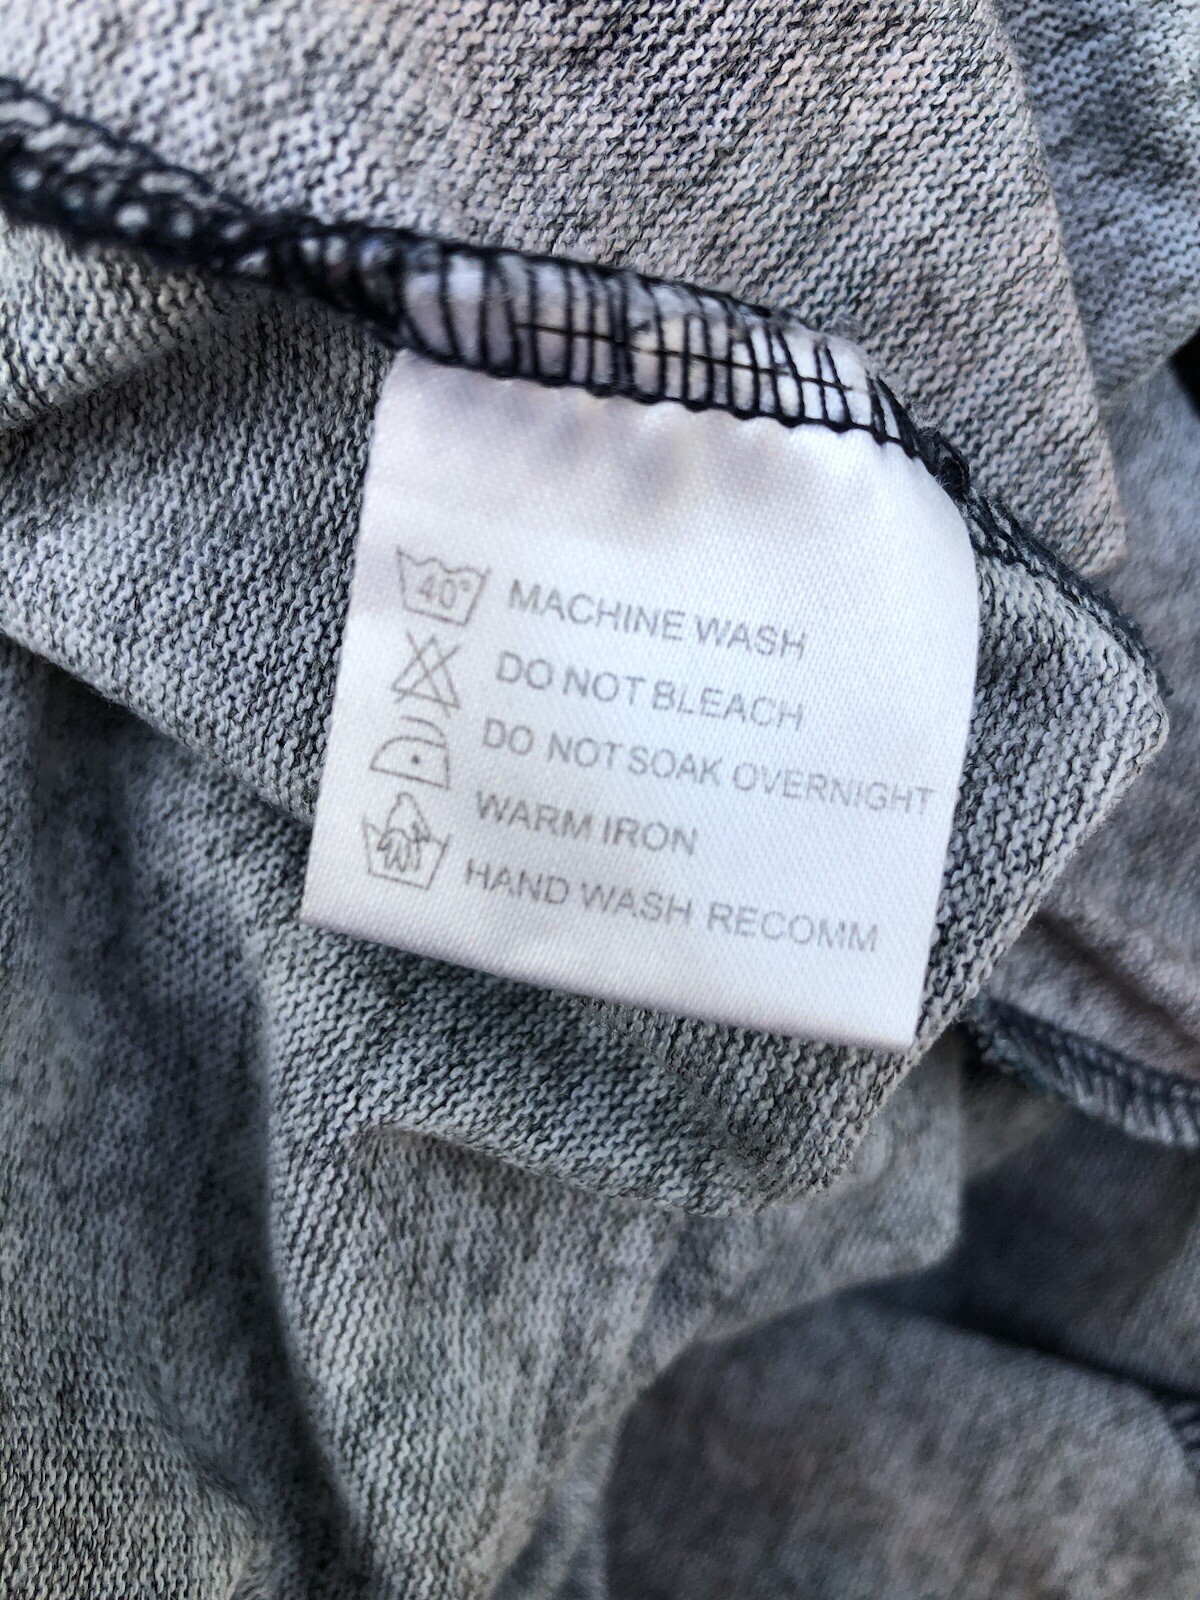 40° MACHINE WASH
DO NOT BLEACH
DO NOT SOAK OVERNIGHT
WARM IRON
HAND WASH RECOMM